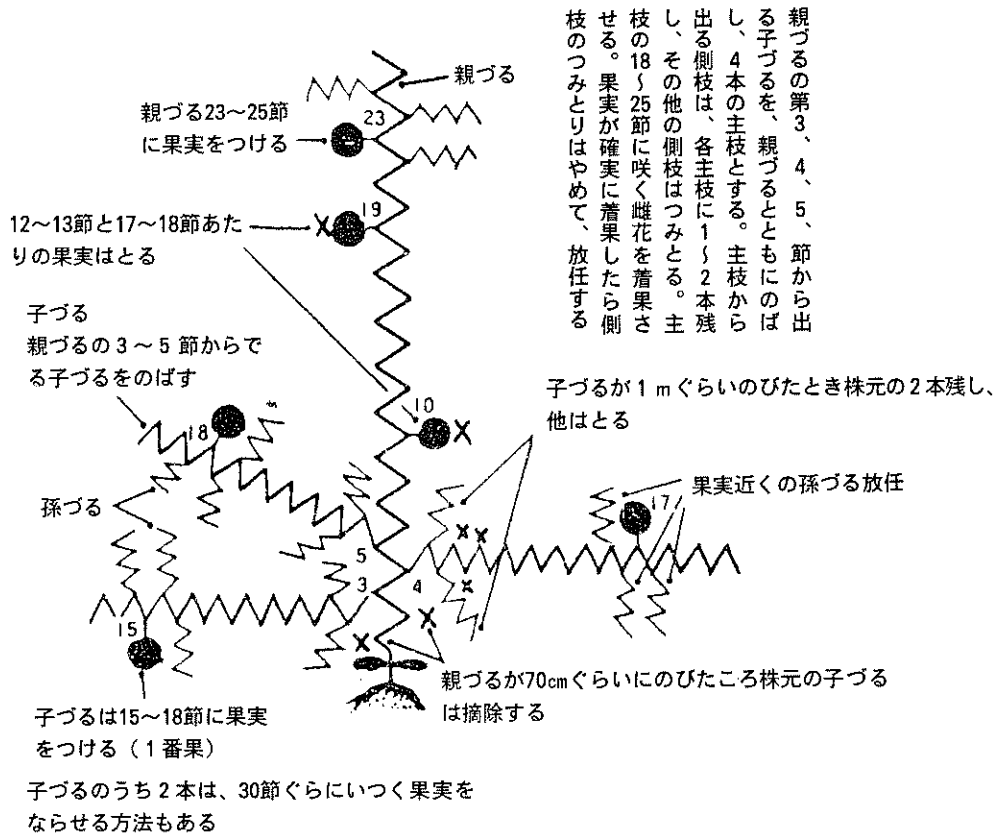 親づるの第3、4、5、節から出
る子づるを、親づるとともにのば
し、4本の主枝とする。主枝から
出る側枝は、各主枝に1〜2本残
し、その他の側枝はつみとる。主
枝の18〜25節に咲く雌花を着果さ
せる。果実が確実に着果したら側
枝のつみとりはやめて、放任する
親づる
親づる23〜25節
に果実をつける
23
19
12〜13節と17〜18節あた
りの果実はとる
子づる
親づるの3〜5節からで
る子づるをのばす
10
子づるが1mぐらいのびたとき株元の2本残し、
他はとる
18
孫づる
果実近くの孫づる放任
17
5
3
4
15
親づるが70cmぐらいにのびたころ株元の子づる
は摘除する
子づるは15〜18節に果実
をつける（1番果）
子づるのうち2本は、30節ぐらにいつく果実を
ならせる方法もある